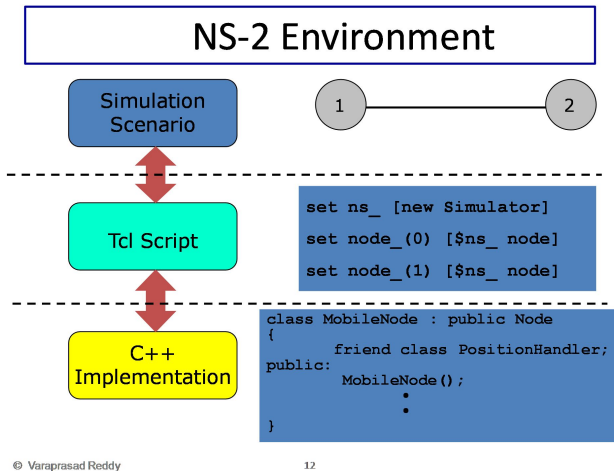 NS-2 Environment
Simulation
Scenario
1
2
Tcl Script
set ns_ [new Simulator]
set node_(0) [$ns_ node]
set node_(1) [$ns_ node]
C++
Implementation
class MobileNode : public Node
{
friend class PositionHandler;
public:
MobileNode();
•
•
}
© Varaprasad Reddy
12